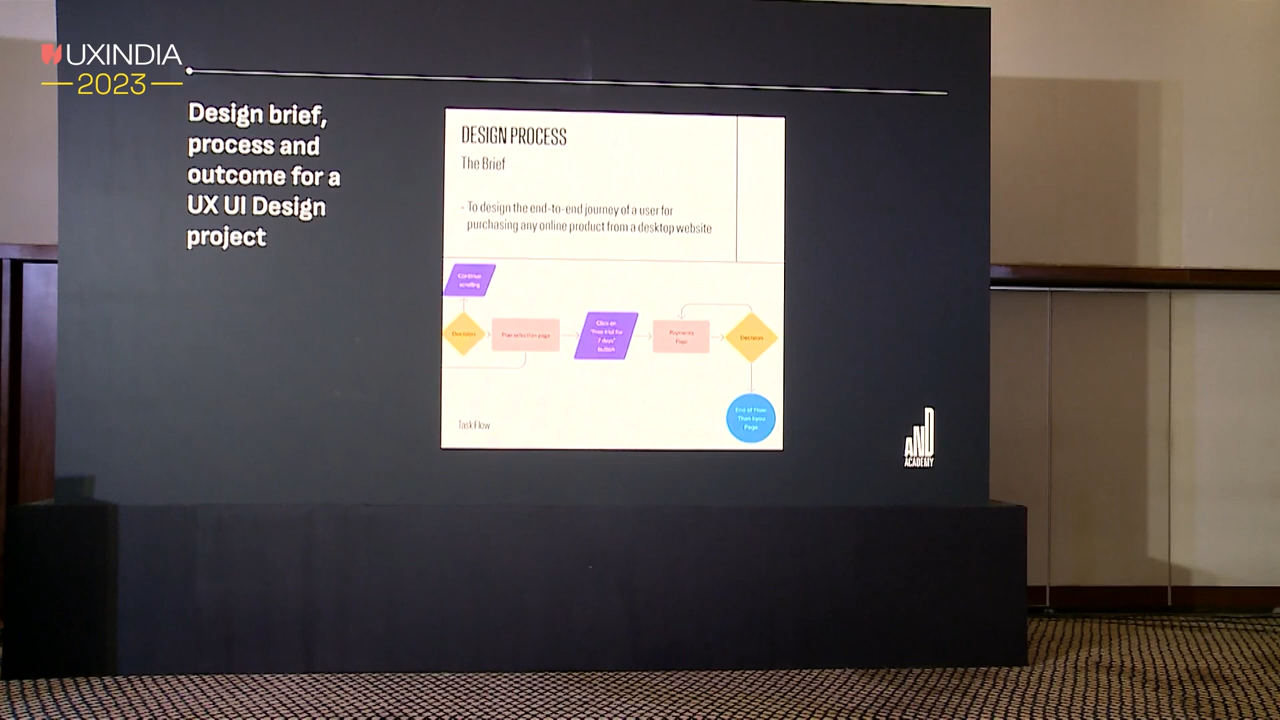 UXINDIA
2023
Design brief,
process and
outcome for a
UX UI Design
project
DESIGN PROCESS
The Brief
- To design the end-to-end journey of a user for
purchasing any online product from a desktop website
Continue
scrolling
Decision
Plan selection page
Click on
"Free trial for
7 days"
button
Payments
Page
Decision
End of Flow
Page
Task Flow
AND
ACADEMY